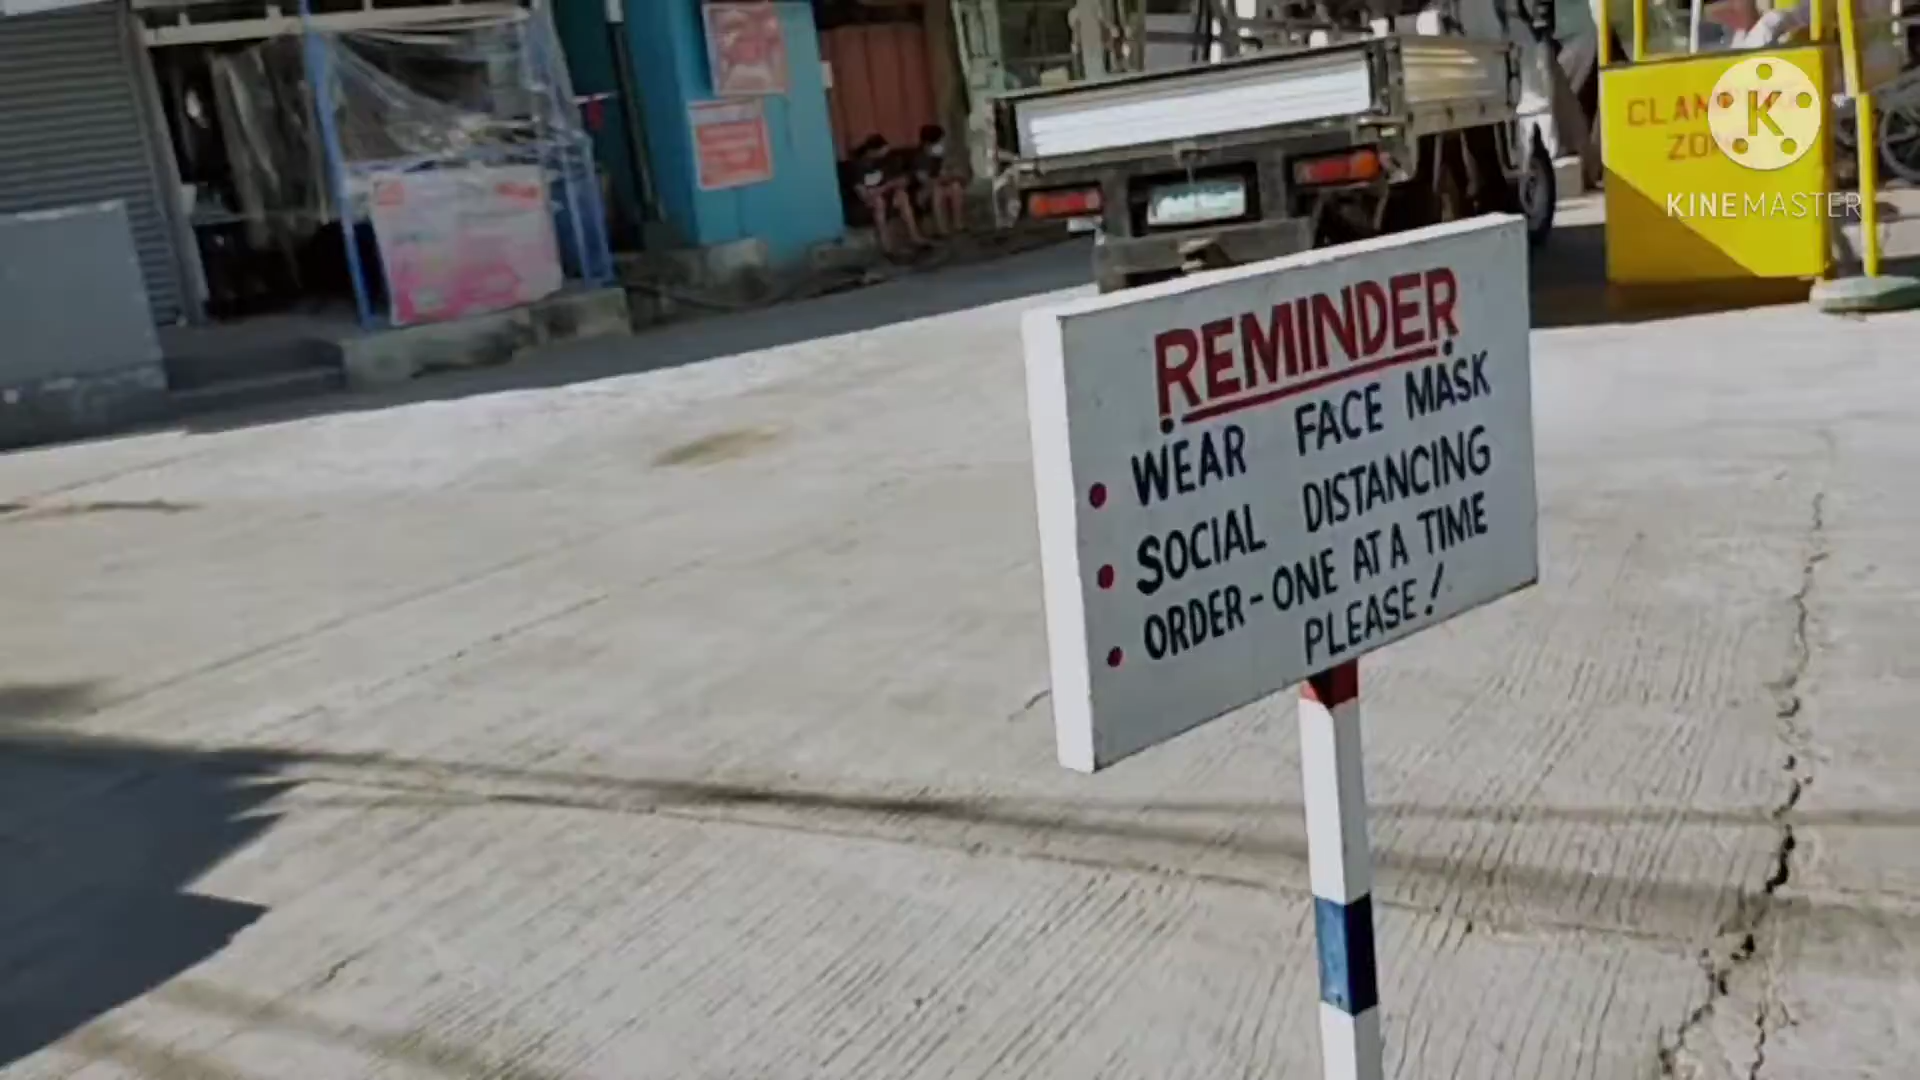 REMINDER
• WEAR FACE MASK
• SOCIAL DISTANCING
• ORDER - ONE AT A TIME
PLEASE!
K
KINEMASTER